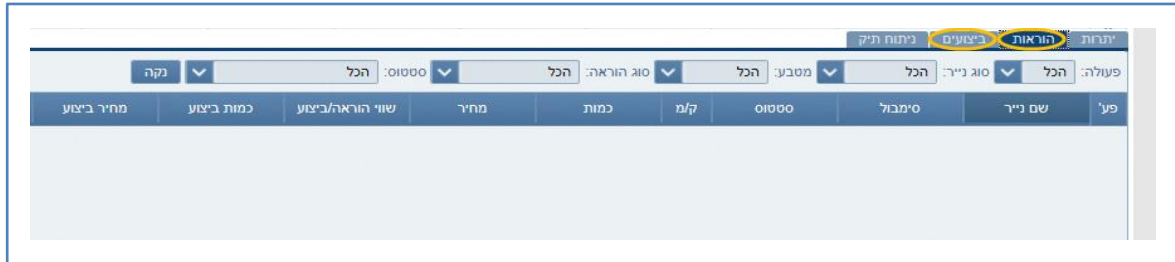 יתרות הוראות ביצועים ניתוח תיק
פעולה: הכל סוג נייר: הכל מטבע: הכל סוג הוראה: הכל סטטוס: הכל נקה
פע' שם נייר סימבול סטטוס ק/מ כמות מחיר שווי הוראה/ביצוע כמות ביצוע מחיר ביצוע